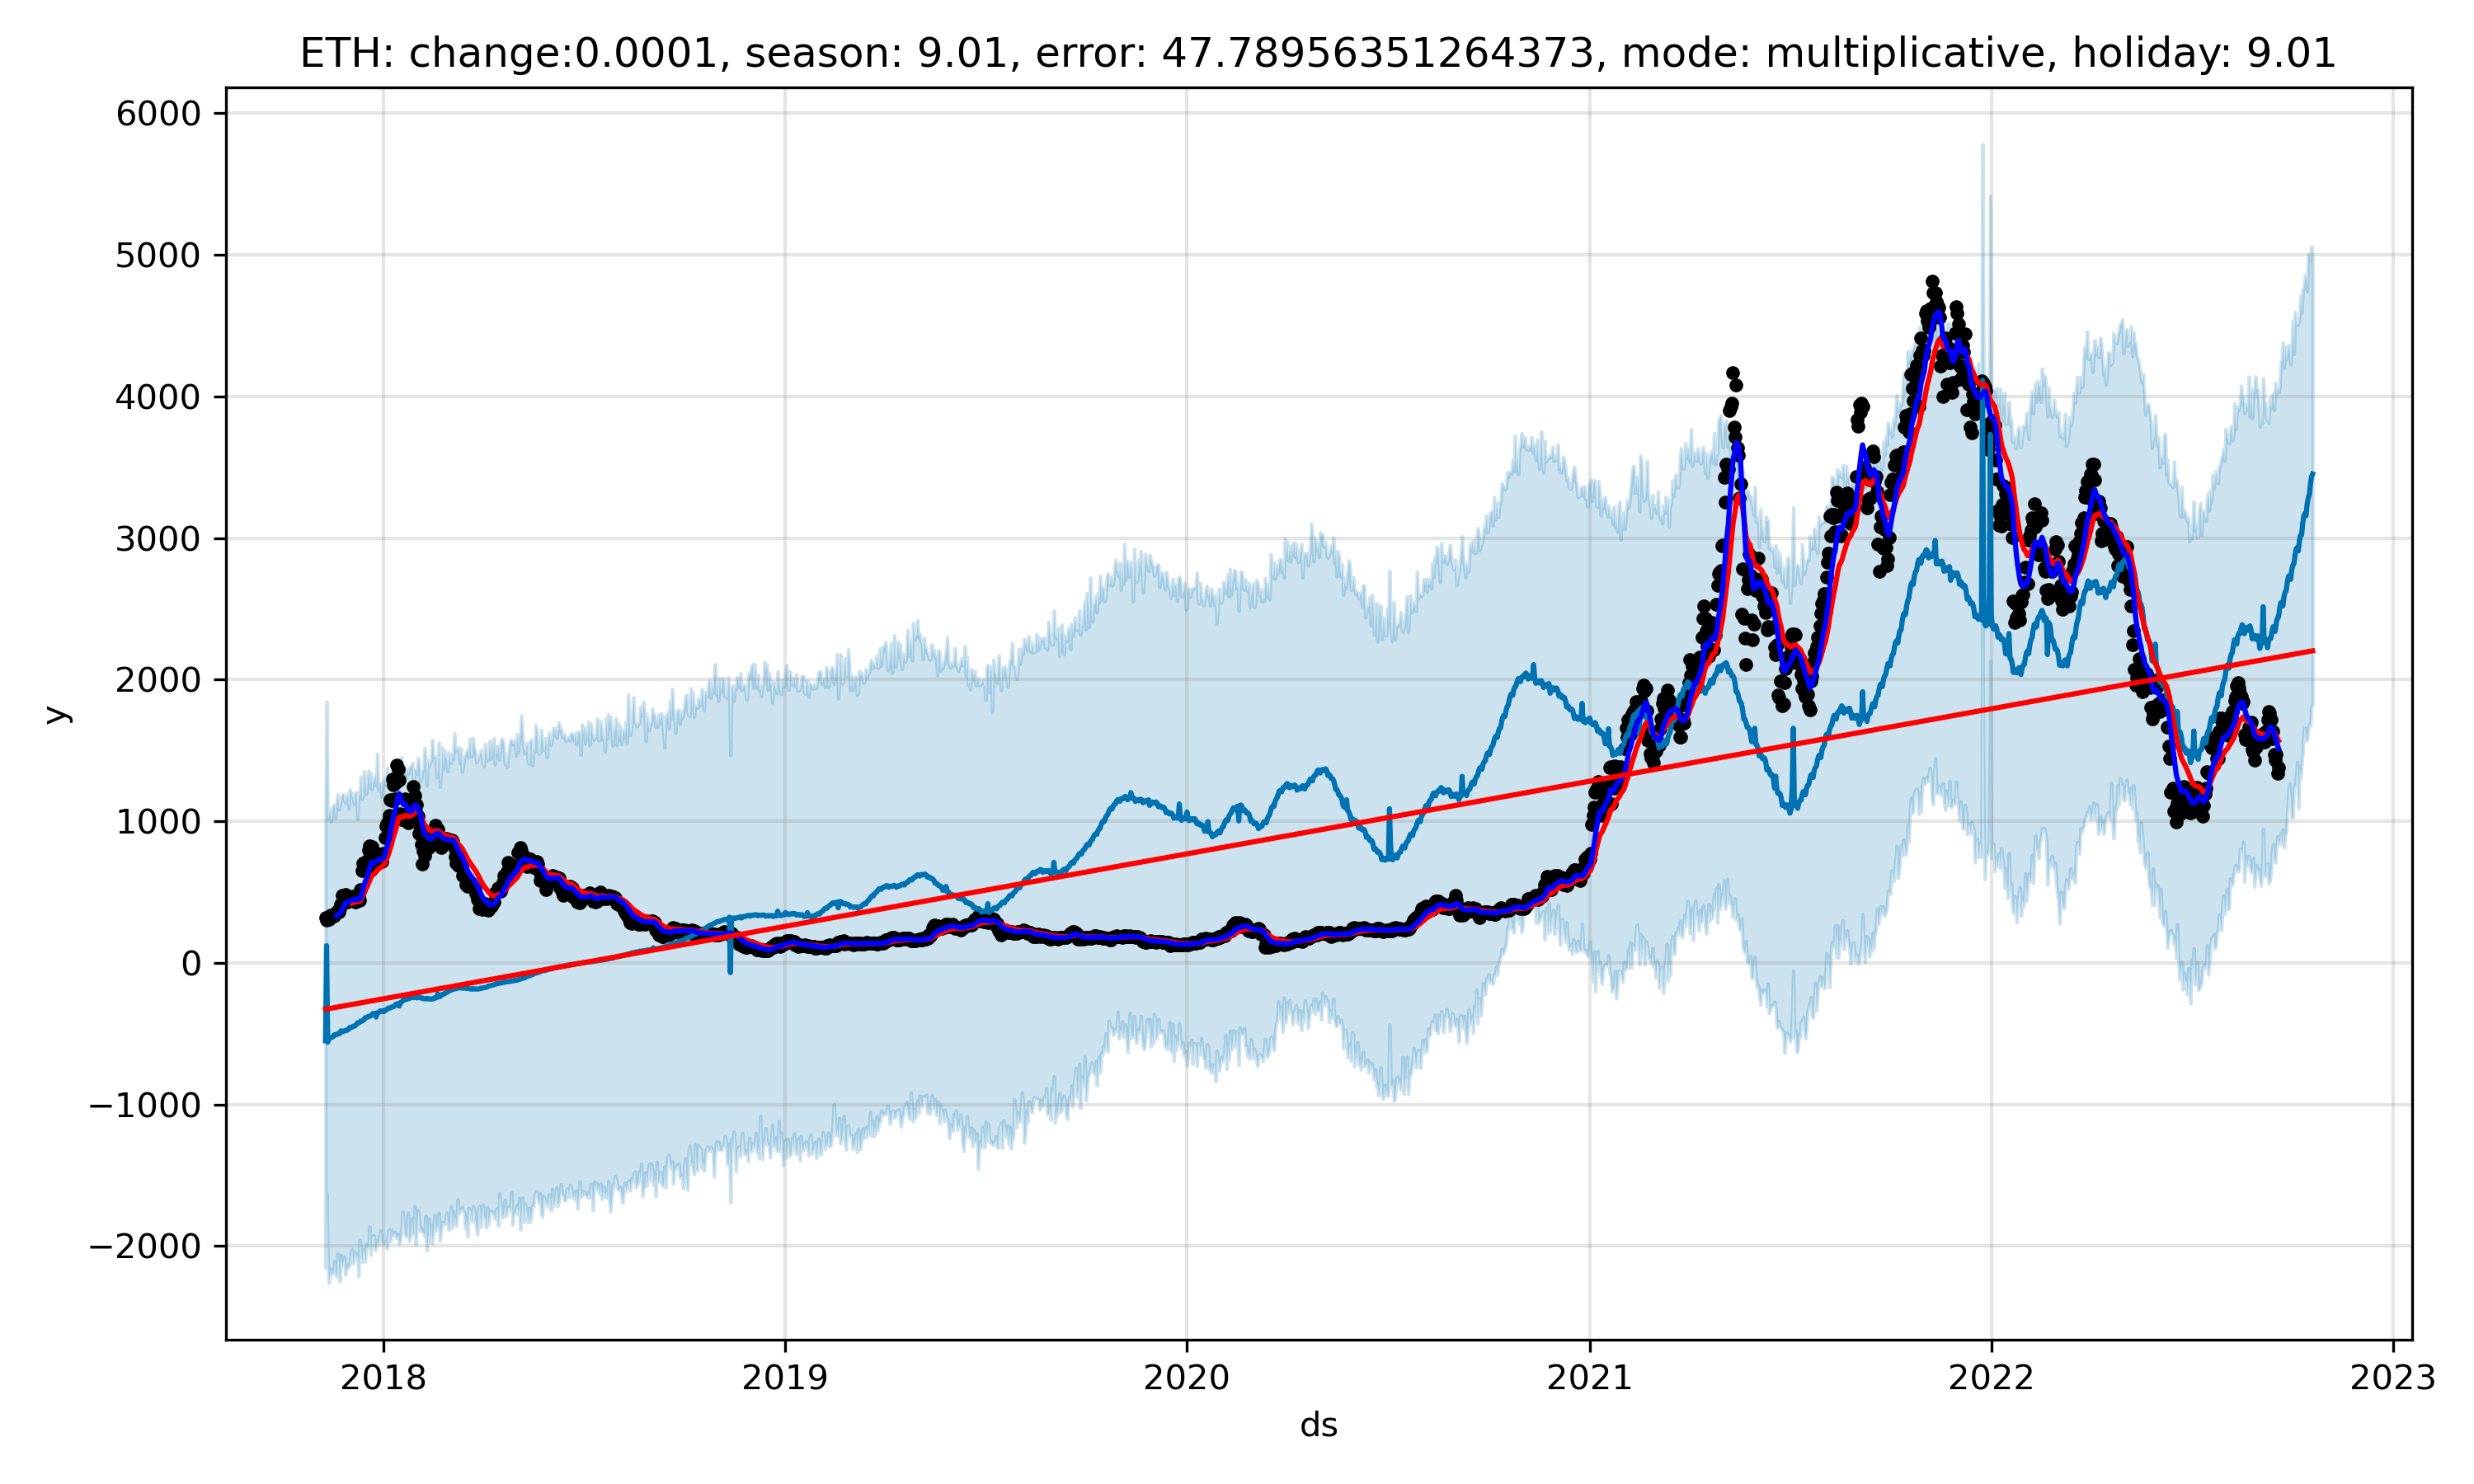 ETH: change:0.0001, season: 9.01, error: 47.78956351264373, mode: multiplicative, holiday: 9.01
6000
5000
4000
3000
2000
1000
0
−1000
−2000
y
2018 2019 2020 2021 2022 2023
ds